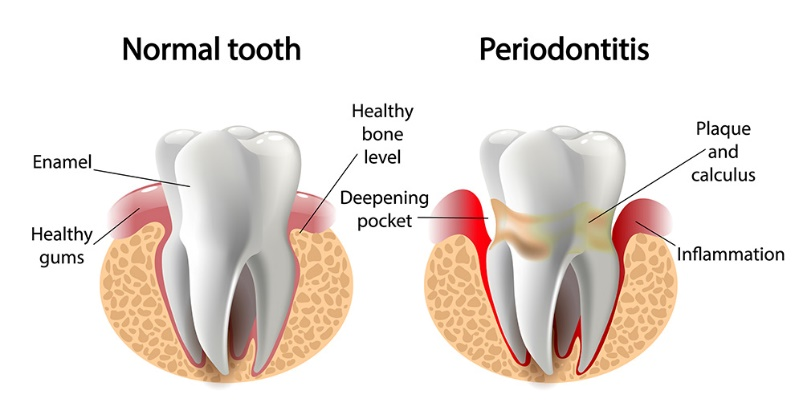 Normal tooth
Periodontitis
Enamel
Healthy
gums
Healthy
bone
level
Deepening
pocket
Plaque
and
calculus
Inflammation